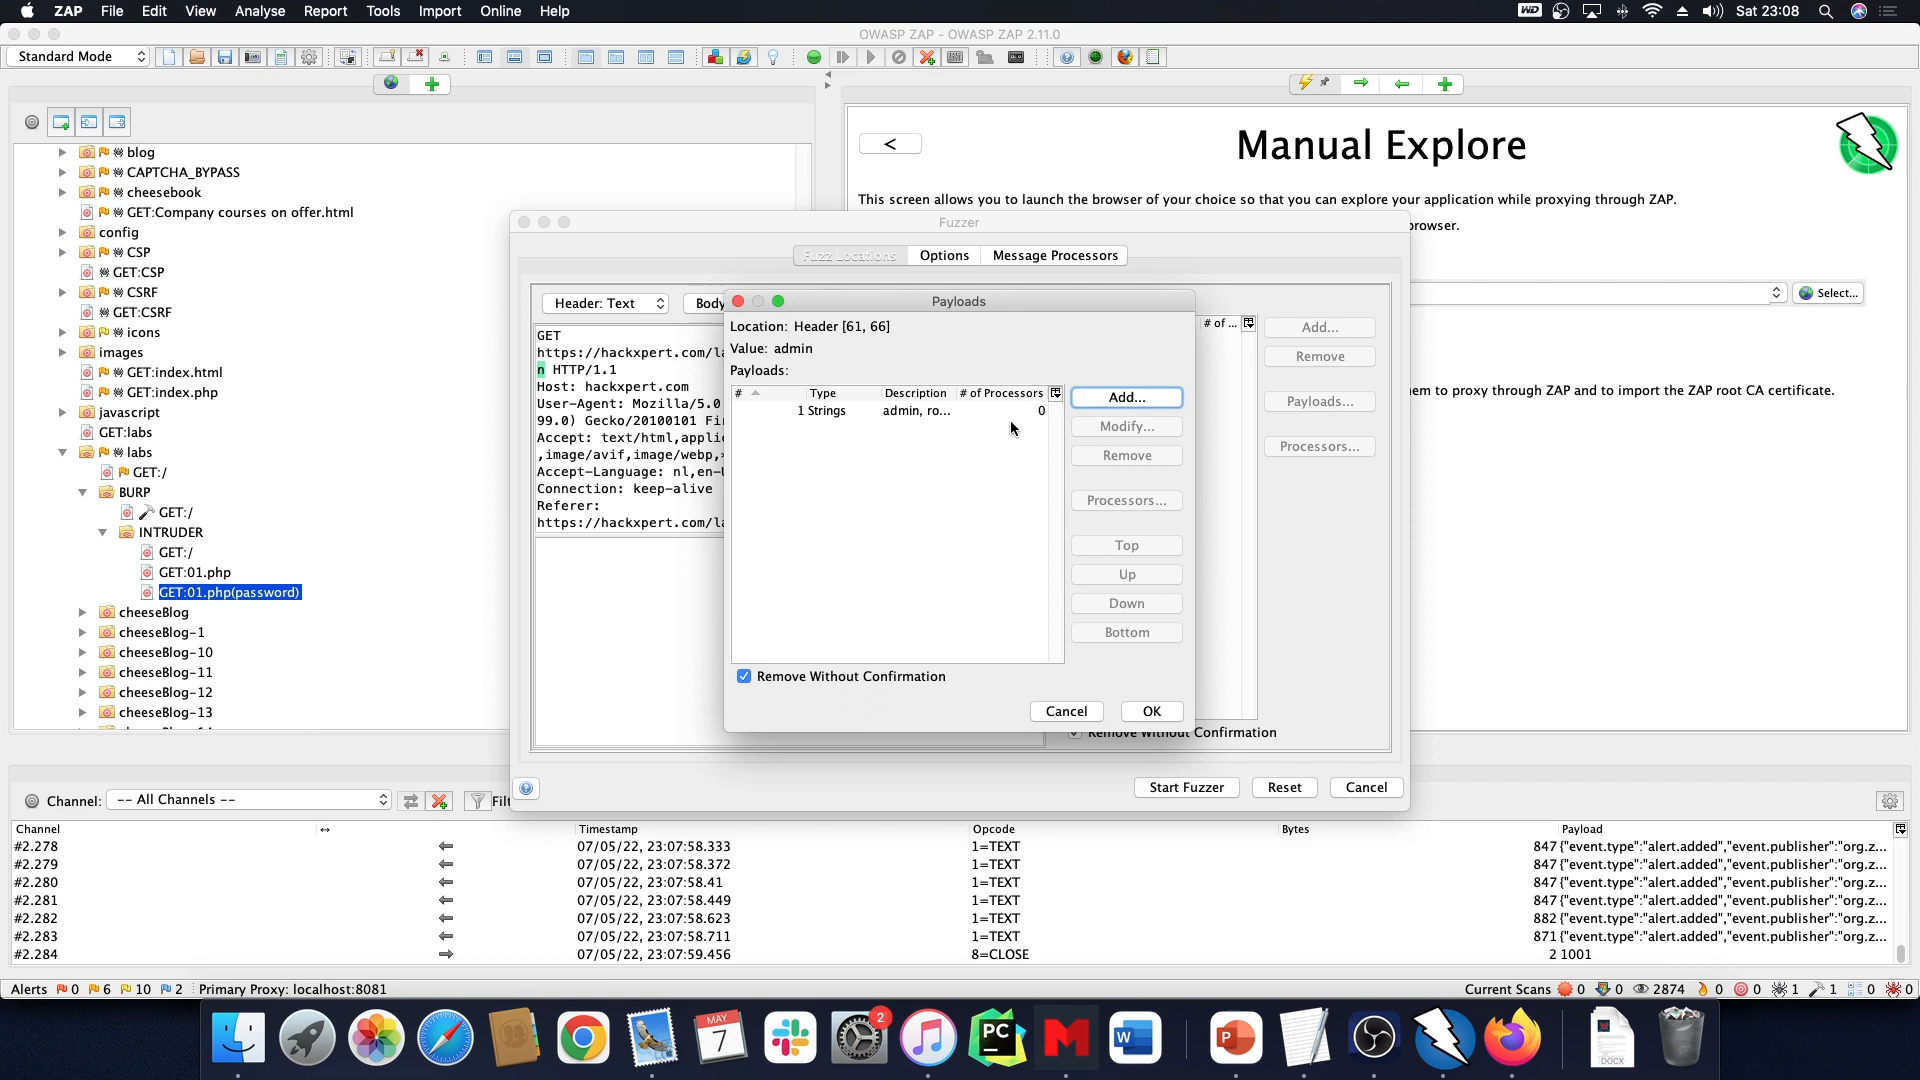 ZAP File Edit View Analyse Report Tools Import Online Help
WD Sat 23:08
OWASP ZAP - OWASP ZAP 2.11.0
Standard Mode
blog
CAPTCHA_BYPASS
cheesebook
GET:Company courses on offer.html
config
CSP
GET:CSP
CSRF
GET:CSRF
icons
images
GET:index.html
GET:index.php
javascript
GET:labs
labs
GET:/
BURP
GET:/
INTRUDER
GET:/
GET:01.php
GET:01.php(password)
cheeseBlog
cheeseBlog-1
cheeseBlog-10
cheeseBlog-11
cheeseBlog-12
cheeseBlog-13
<
Manual Explore
This screen allows you to launch the browser of your choice so that you can explore your application while proxying through ZAP.
browser.
Select...
em to proxy through ZAP and to import the ZAP root CA certificate.
Fuzzer
Fuzz Locations Options Message Processors
Header: Text Body
GET
https://hackxpert.com/la
n HTTP/1.1
Host: hackxpert.com
User-Agent: Mozilla/5.0
99.0) Gecko/20100101 Fi
Accept: text/html,applic
,image/avif,image/webp,*
Accept-Language: nl,en-U
Connection: keep-alive
Referer:
https://hackxpert.com/la
# of ...
Add...
Remove
Payloads...
Processors...
Remove Without Confirmation
Start Fuzzer Reset Cancel
Payloads
Location: Header [61, 66]
Value: admin
Payloads:
# Type Description # of Processors
1 Strings admin, ro... 0
Add...
Modify...
Remove
Processors...
Top
Up
Down
Bottom
Remove Without Confirmation
Cancel OK
Channel: -- All Channels -- Filt
Channel ↔ Timestamp Opcode Bytes Payload
#2.278 07/05/22, 23:07:58.333 1=TEXT 847 {"event.type":"alert.added","event.publisher":"org.z...
#2.279 07/05/22, 23:07:58.372 1=TEXT 847 {"event.type":"alert.added","event.publisher":"org.z...
#2.280 07/05/22, 23:07:58.41 1=TEXT 847 {"event.type":"alert.added","event.publisher":"org.z...
#2.281 07/05/22, 23:07:58.449 1=TEXT 847 {"event.type":"alert.added","event.publisher":"org.z...
#2.282 07/05/22, 23:07:58.623 1=TEXT 882 {"event.type":"alert.added","event.publisher":"org.z...
#2.283 07/05/22, 23:07:58.711 1=TEXT 871 {"event.type":"alert.added","event.publisher":"org.z...
#2.284 07/05/22, 23:07:59.456 8=CLOSE 2 1001
Alerts 0 6 10 2 Primary Proxy: localhost:8081
Current Scans 0 0 2874 0 0 1 1 0 0
MAY
7
2
PC
W
P
DOCX